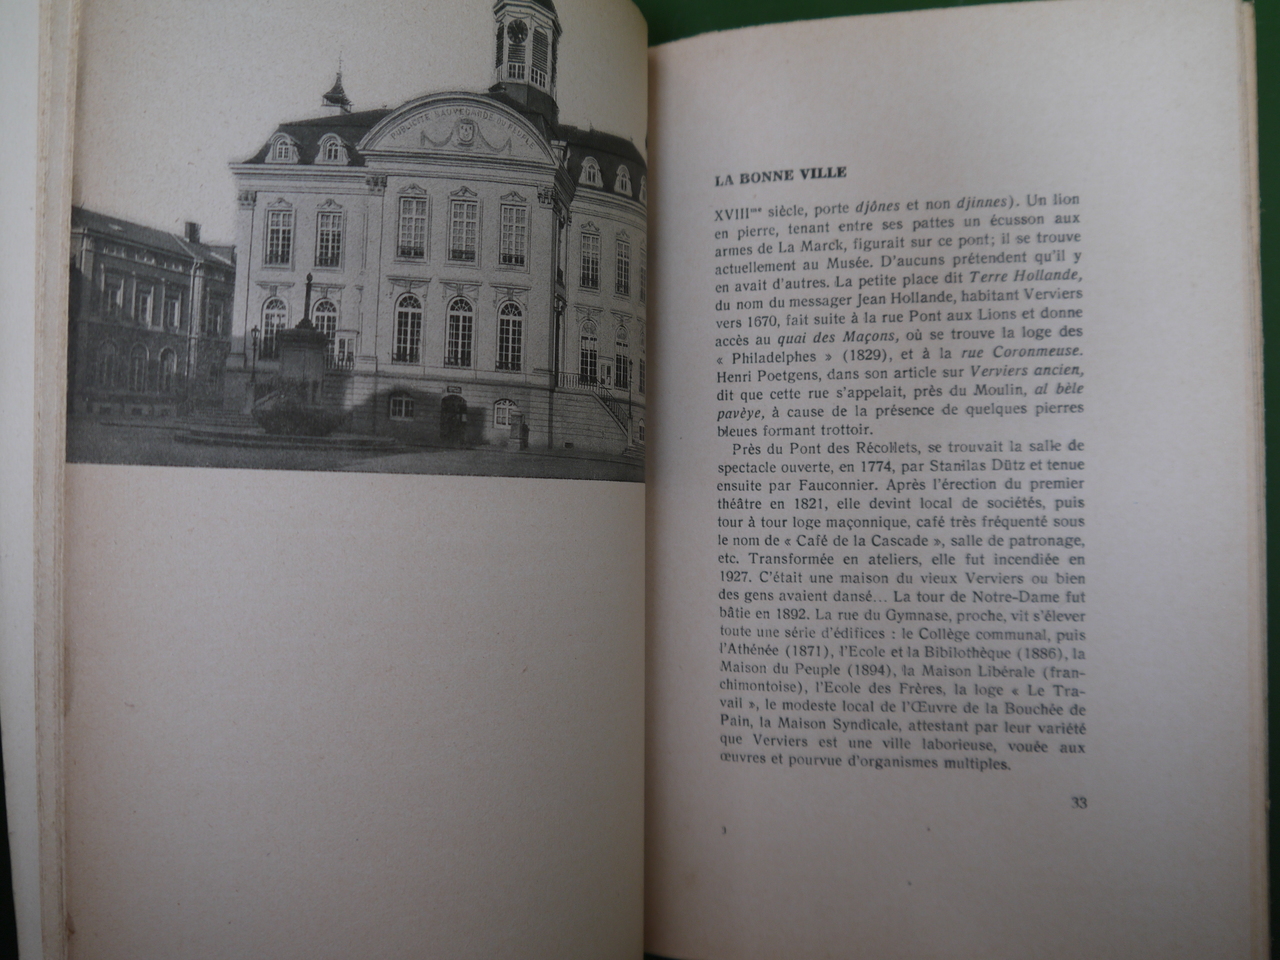 PUBLICITE SAUVEGARDE DU PEUPLE
LA BONNE VILLE
XVIIIme siècle, porte djônes et non djinnes). Un lion
en pierre, tenant entre ses pattes un écusson aux
armes de La Marck, figurait sur ce pont; il se trouve
actuellement au Musée. D'aucuns prétendent qu'il y
en avait d'autres. La petite place dit Terre Hollande,
du nom du messager Jean Hollande, habitant Verviers
vers 1670, fait suite à la rue Pont aux Lions et donne
accès au quai des Maçons, où se trouve la loge des
« Philadelphes » (1829), et à la rue Coronmeuse.
Henri Poetgens, dans son article sur Verviers ancien,
dit que cette rue s'appelait, près du Moulin, al bèle
pavèye, à cause de la présence de quelques pierres
bleues formant trottoir.
Près du Pont des Récollets, se trouvait la salle de
spectacle ouverte, en 1774, par Stanilas Dûtz et tenue
ensuite par Fauconnier. Après l'érection du premier
théâtre en 1821, elle devint local de sociétés, puis
tour à tour loge maçonnique, café très fréquenté sous
le nom de « Café de la Cascade », salle de patronage,
etc. Transformée en ateliers, elle fut incendiée en
1927. C'était une maison du vieux Verviers ou bien
des gens avaient dansé... La tour de Notre-Dame fut
bâtie en 1892. La rue du Gymnase, proche, vit s'élever
toute une série d'édifices : le Collège communal, puis
l'Athénée (1871), l'Ecole et la Bibilothèque (1886), la
Maison du Peuple (1894), la Maison Libérale (fran-
chimontoise), l'Ecole des Frères, la loge « Le Tra-
vail », le modeste local de l'Œuvre de la Bouchée de
Pain, la Maison Syndicale, attestant par leur variété
que Verviers est une ville laborieuse, vouée aux
œuvres et pourvue d'organismes multiples.
33